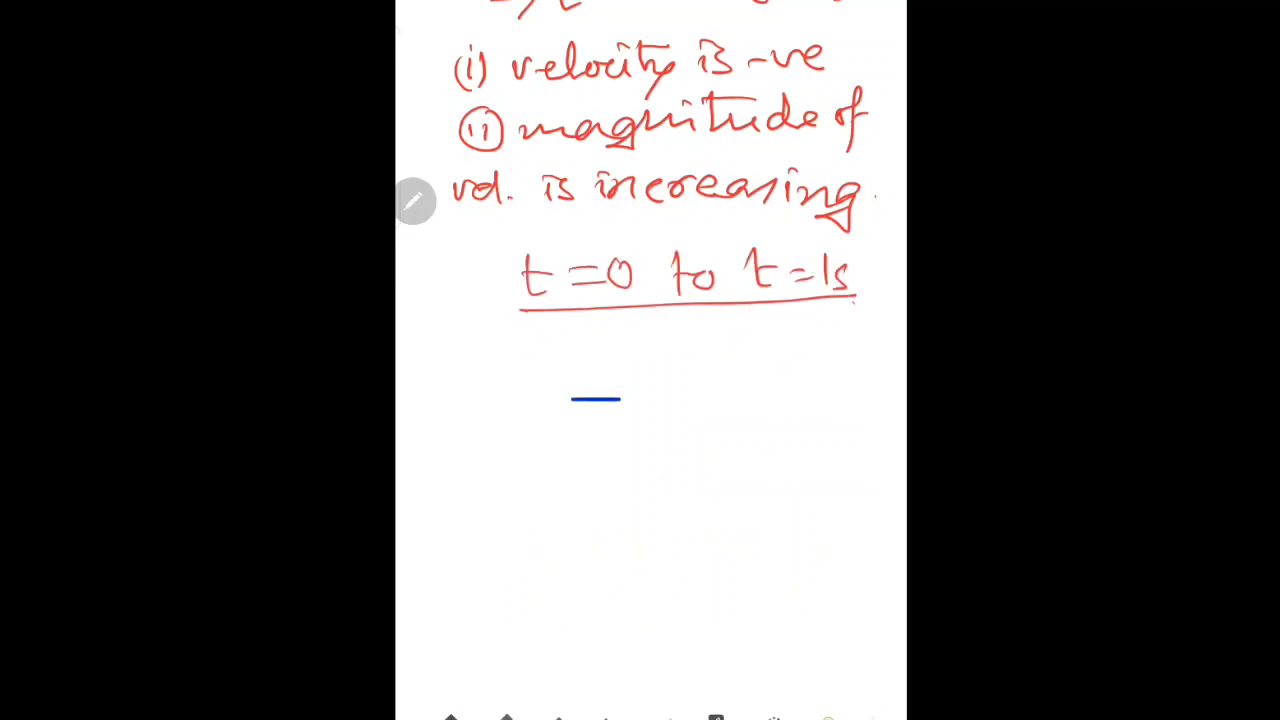 (i) velocity is -ve
(ii) magnitude of
vel. is increasing.
t = 0 to t = 1s